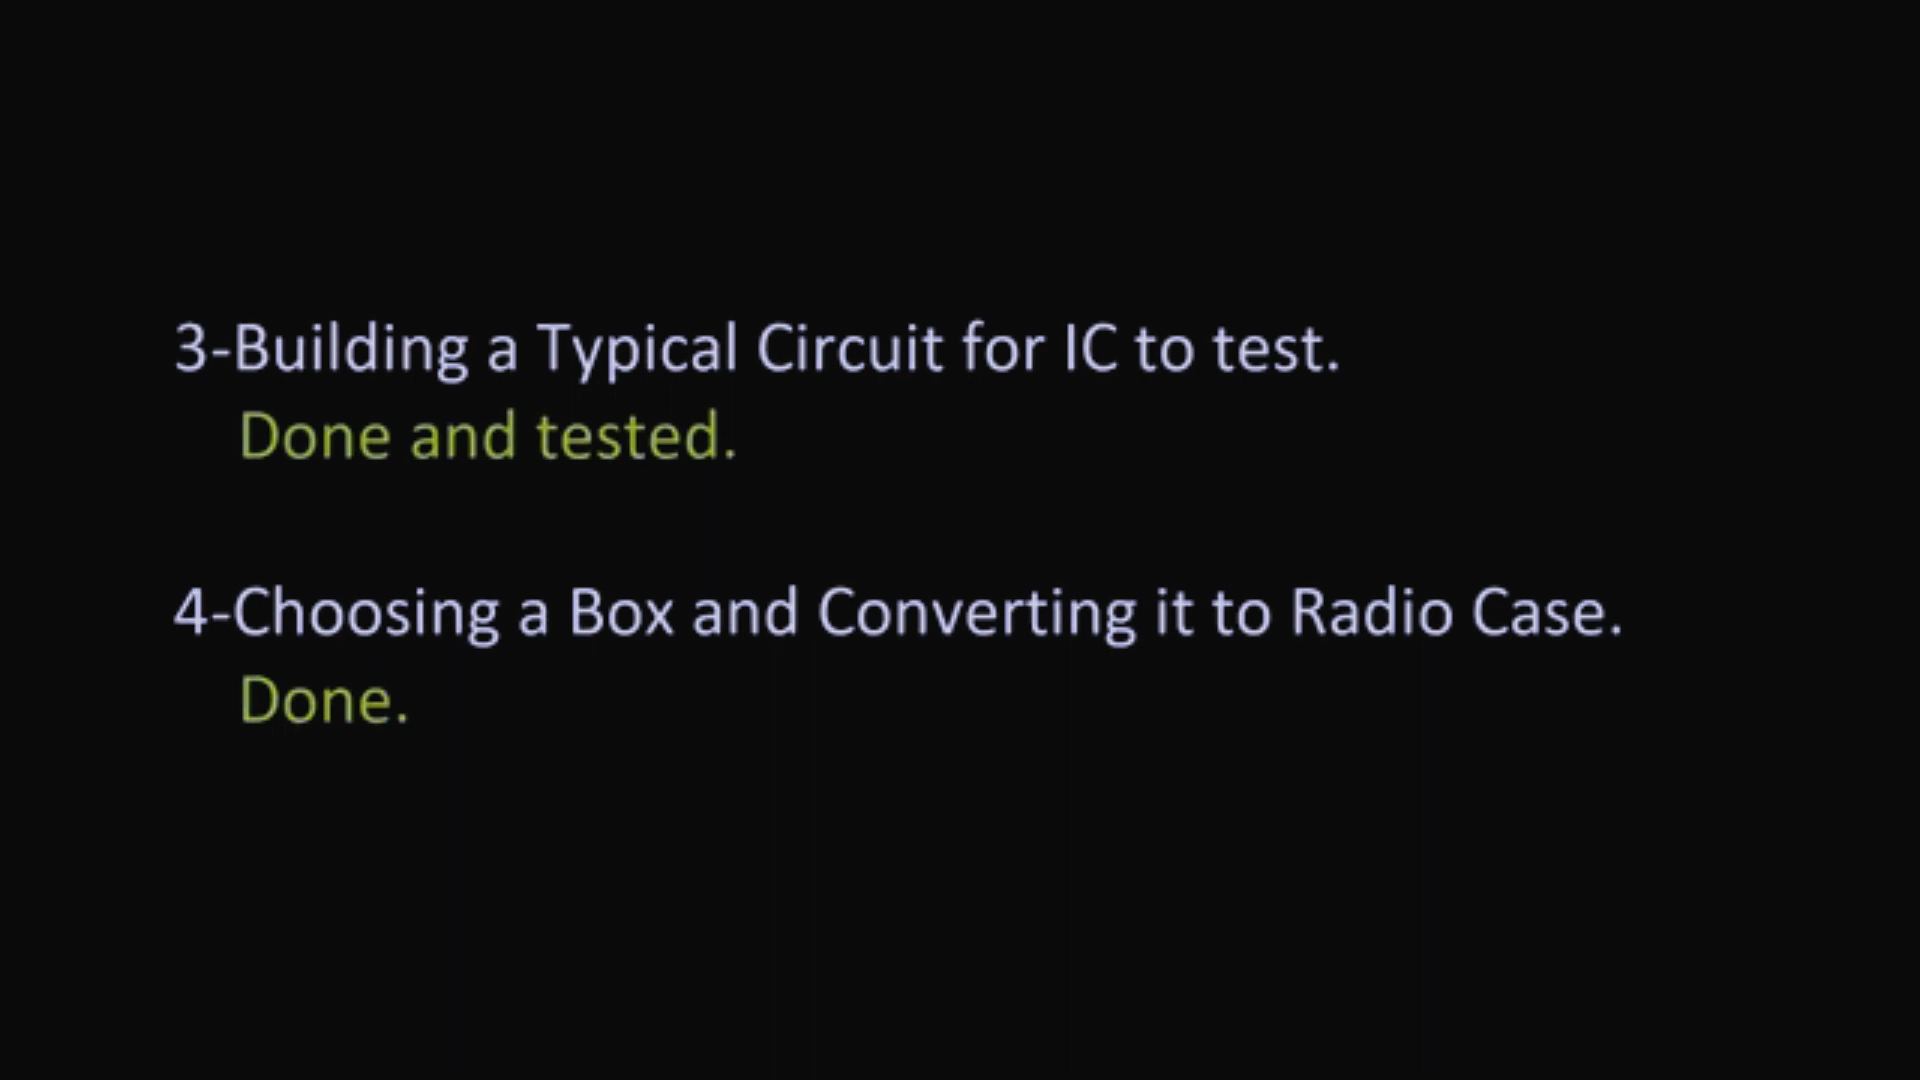 3-Building a Typical Circuit for IC to test.
Done and tested.
4-Choosing a Box and Converting it to Radio Case.
Done.